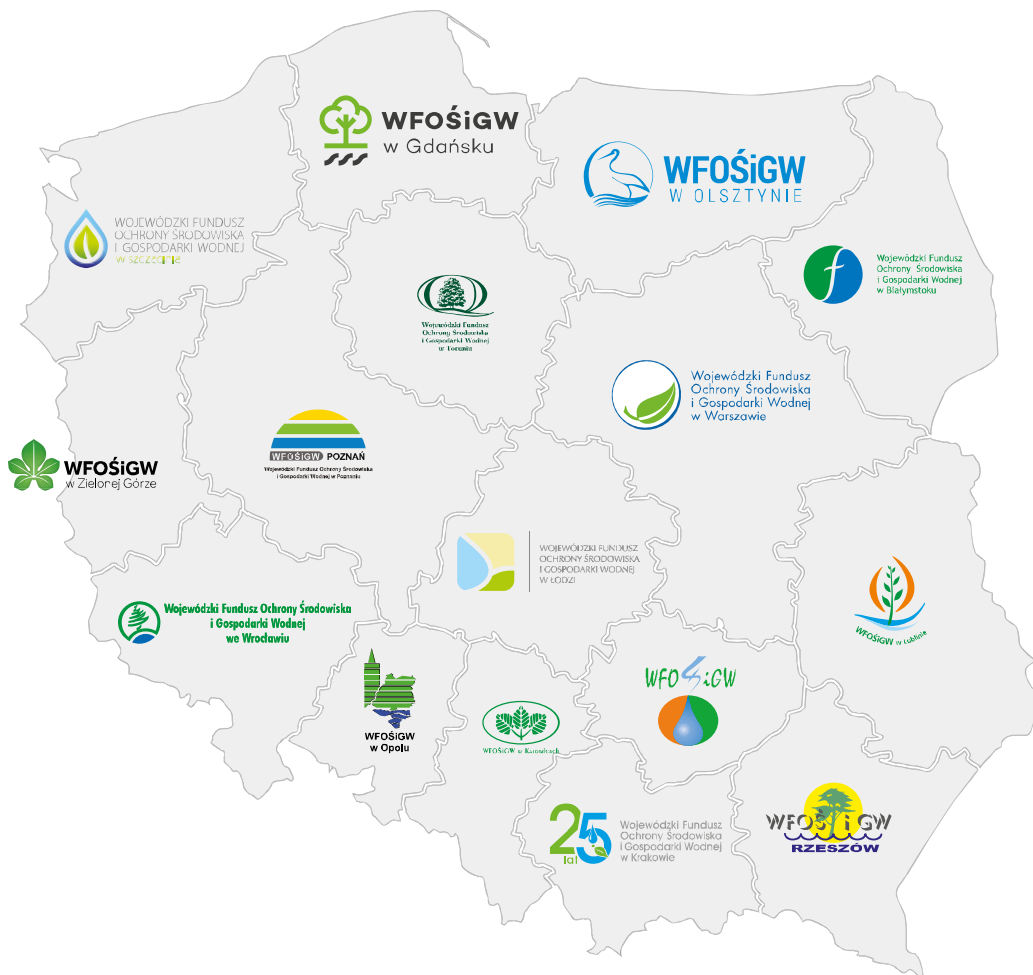 WFOŚiGW
w Gdańsku
WFOŚiGW
W OLSZTYNIE
WOJEWÓDZKI FUNDUSZ
OCHRONY ŚRODOWISKA
I GOSPODARKI WODNEJ
W SZCZECINIE
Wojewódzki Fundusz
Ochrony Środowiska
i Gospodarki Wodnej
w Białymstoku
Wojewódzki Fundusz
Ochrony Środowiska
i Gospodarki Wodnej
w Toruniu
Wojewódzki Fundusz
Ochrony Środowiska
i Gospodarki Wodnej
w Warszawie
WFOŚiGW POZNAŃ
Wojewódzki Fundusz Ochrony Środowiska
i Gospodarki Wodnej w Poznaniu
WFOŚiGW
w Zielonej Górze
WOJEWÓDZKI FUNDUSZ
OCHRONY ŚRODOWISKA
I GOSPODARKI WODNEJ
W ŁODZI
Wojewódzki Fundusz Ochrony Środowiska
i Gospodarki Wodnej
we Wrocławiu
WFOŚiGW w Lublinie
WFOŚiGW
w Opolu
WFOŚiGW w Katowicach
WFOŚiGW
25
lat
Wojewódzki Fundusz
Ochrony Środowiska
i Gospodarki Wodnej
w Krakowie
WFOŚiGW
RZESZÓW